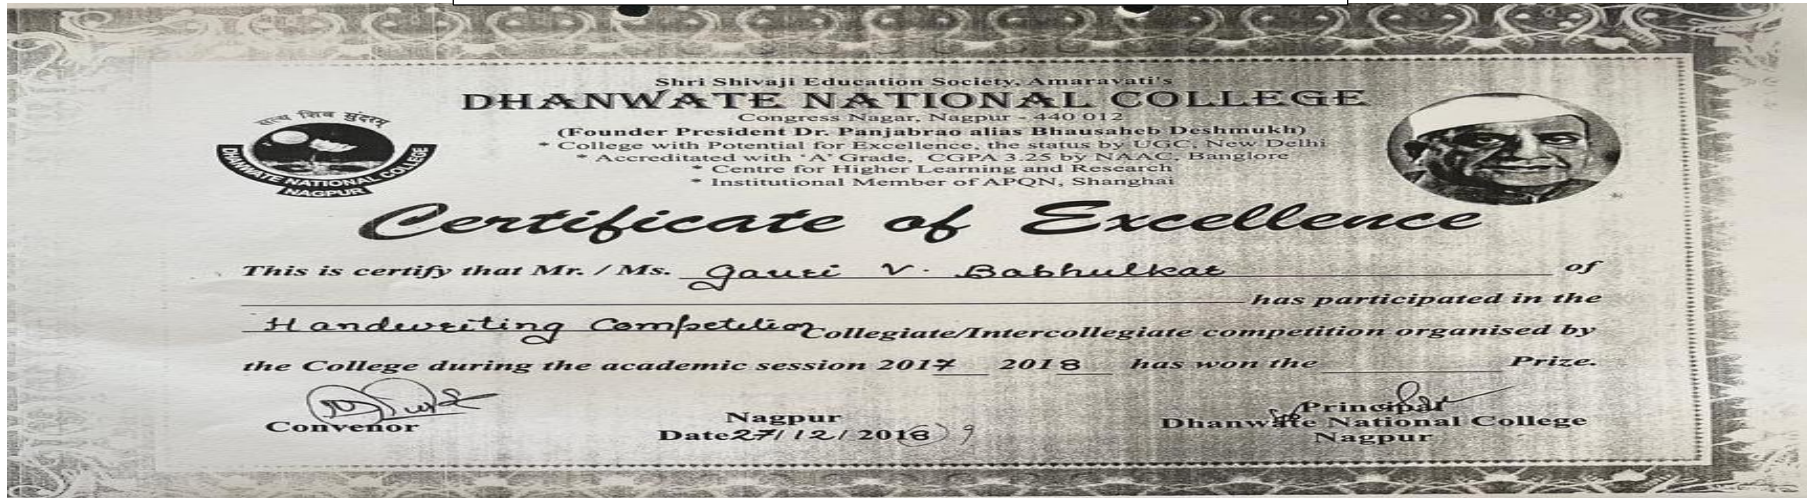 Shri Shivaji Education Society, Amaravati's
DHANWATE NATIONAL COLLEGE
Congress Nagar, Nagpur - 440 012
(Founder President Dr. Panjabrao alias Bhausaheb Deshmukh)
* College with Potential for Excellence, the status by UGC, New Delhi
* Accreditated with 'A' Grade, CGPA 3.25 by NAAC, Banglore
* Centre for Higher Learning and Research
* Institutional Member of APQN, Shanghai
सत्य शिव सुंदरम्
DHANWATE NATIONAL COLLEGE
NAGPUR
Certificate of Excellence
This is certify that Mr. / Ms. Gauri V. Babhulkar of
has participated in the
Handwriting Competition Collegiate/Intercollegiate competition organised by
the College during the academic session 2017 2018 has won the Prize.
Convenor
Nagpur
Date 27/12/201
Principal
Dhanwate National College
Nagpur